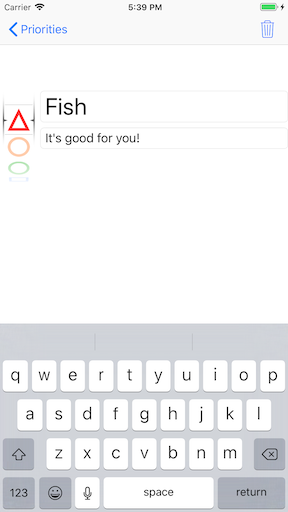 Carrier 5:39 PM
Priorities
Fish
It's good for you!
q w e r t y u i o p
a s d f g h j k l
z x c v b n m
123 space return